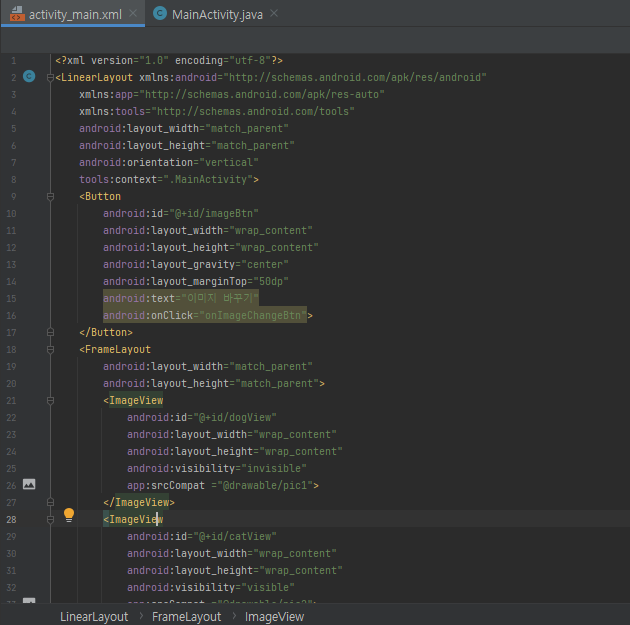 activity_main.xml
MainActivity.java
1 <?xml version="1.0" encoding="utf-8"?>
2 <LinearLayout xmlns:android="http://schemas.android.com/apk/res/android"
3 xmlns:app="http://schemas.android.com/apk/res-auto"
4 xmlns:tools="http://schemas.android.com/tools"
5 android:layout_width="match_parent"
6 android:layout_height="match_parent"
7 android:orientation="vertical"
8 tools:context=".MainActivity">
9 <Button
10 android:id="@+id/imageBtn"
11 android:layout_width="wrap_content"
12 android:layout_height="wrap_content"
13 android:layout_gravity="center"
14 android:layout_marginTop="50dp"
15 android:text="이미지 바꾸기"
16 android:onClick="onImageChangeBtn">
17 </Button>
18 <FrameLayout
19 android:layout_width="match_parent"
20 android:layout_height="match_parent">
21 <ImageView
22 android:id="@+id/dogView"
23 android:layout_width="wrap_content"
24 android:layout_height="wrap_content"
25 android:visibility="invisible"
26 app:srcCompat ="@drawable/pic1">
27 </ImageView>
28 <ImageView
29 android:id="@+id/catView"
30 android:layout_width="wrap_content"
31 android:layout_height="wrap_content"
32 android:visibility="visible"
LinearLayout > FrameLayout > ImageView